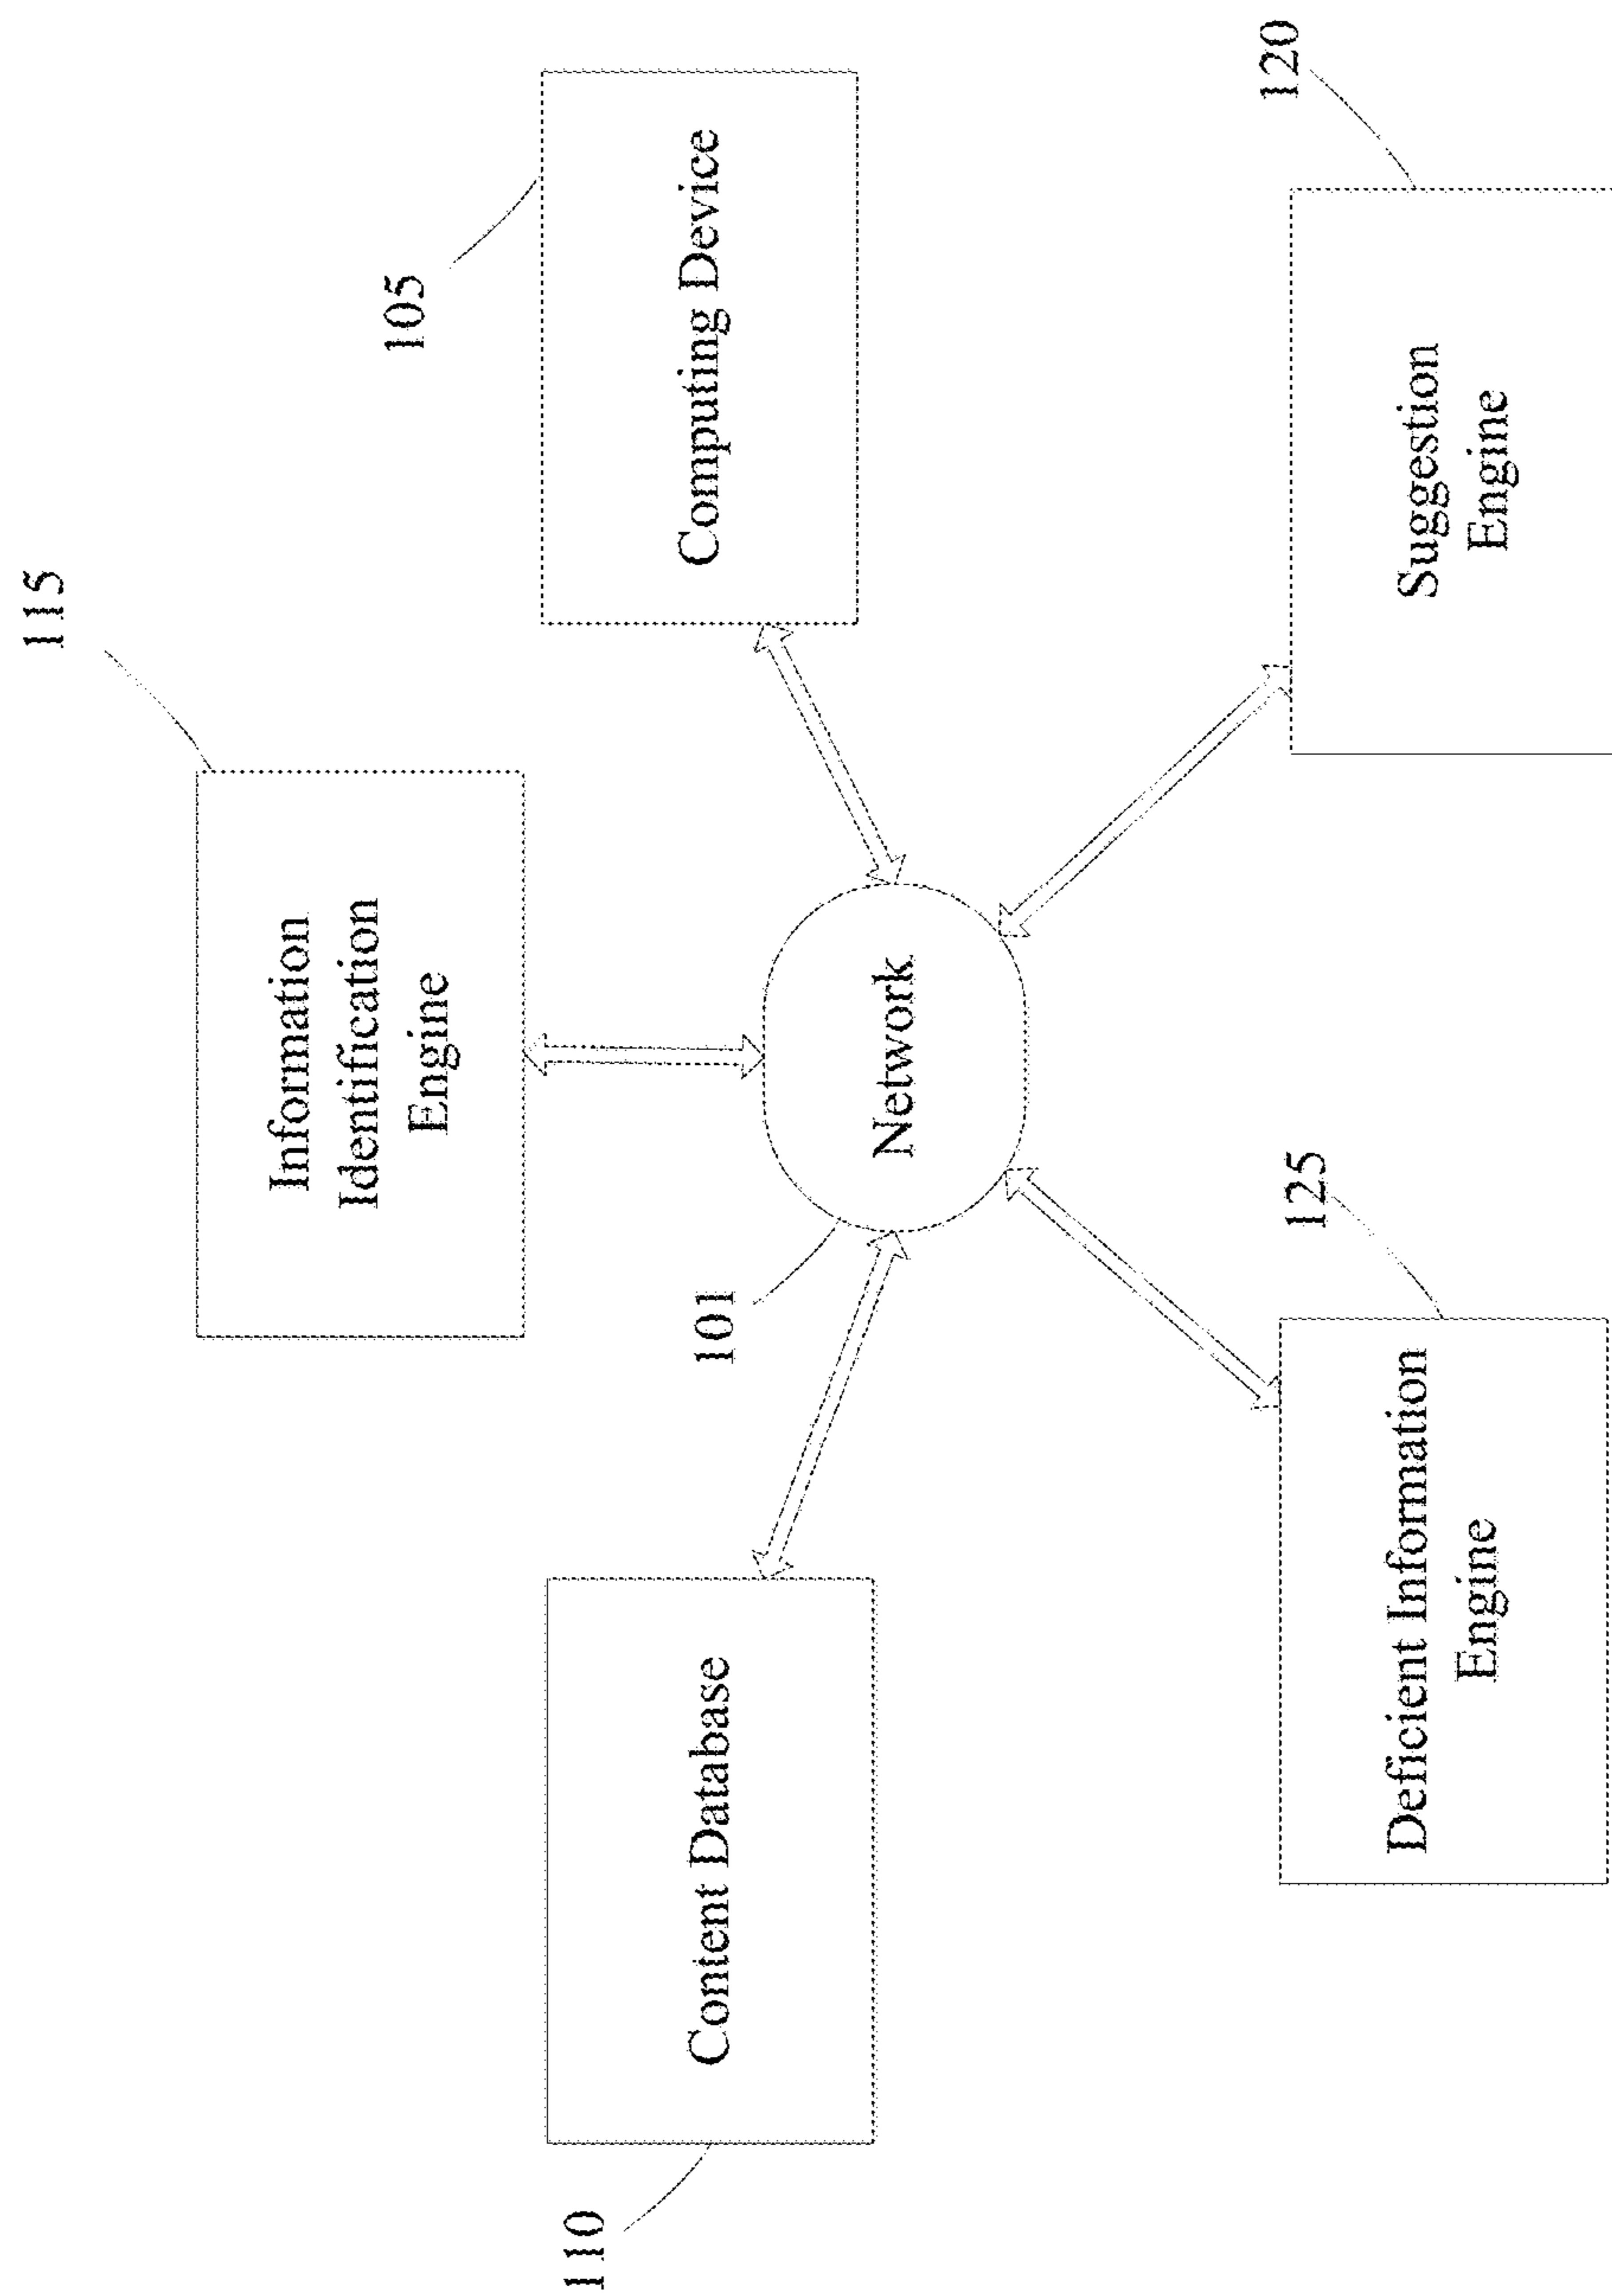 115
Information
Identification
Engine
105
110
Content Database
101
Computing Device
Network
125
120
Deficient Information
Engine
Suggestion
Engine